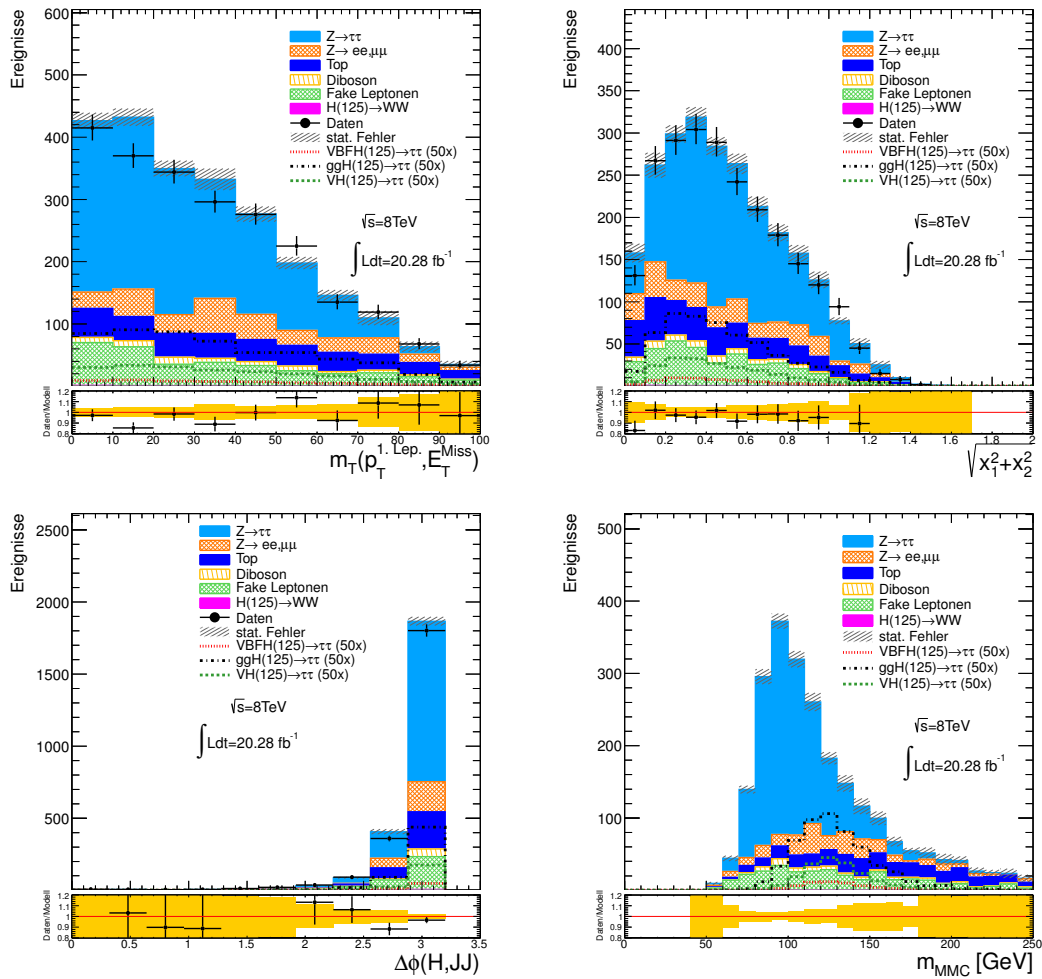 Ereignisse
600
500
400
300
200
100
Z→ττ
Z→ ee,μμ
Top
Diboson
Fake Leptonen
H(125)→WW
Daten
stat. Fehler
VBFH(125)→ττ (50x)
ggH(125)→ττ (50x)
VH(125)→ττ (50x)
√s=8TeV
∫ Ldt=20.28 fb⁻¹
Daten/Modell
1.2
1.1
1
0.9
0.8
0 10 20 30 40 50 60 70 80 90 100
m_T(p_T^{1. Lep.},E_T^{Miss})
Ereignisse
400
350
300
250
200
150
100
50
Z→ττ
Z→ ee,μμ
Top
Diboson
Fake Leptonen
H(125)→WW
Daten
stat. Fehler
VBFH(125)→ττ (50x)
ggH(125)→ττ (50x)
VH(125)→ττ (50x)
√s=8TeV
∫ Ldt=20.28 fb⁻¹
Daten/Modell
1.2
1.1
1
0.9
0.8
0 0.2 0.4 0.6 0.8 1 1.2 1.4 1.6 1.8 2
√x₁²+x₂²
Ereignisse
2500
2000
1500
1000
500
Z→ττ
Z→ ee,μμ
Top
Diboson
Fake Leptonen
H(125)→WW
Daten
stat. Fehler
VBFH(125)→ττ (50x)
ggH(125)→ττ (50x)
VH(125)→ττ (50x)
√s=8TeV
∫ Ldt=20.28 fb⁻¹
Daten/Modell
1.2
1.1
1
0.9
0.8
0 0.5 1 1.5 2 2.5 3 3.5
Δϕ(H,JJ)
Ereignisse
500
400
300
200
100
Z→ττ
Z→ ee,μμ
Top
Diboson
Fake Leptonen
H(125)→WW
stat. Fehler
VBFH(125)→ττ (50x)
ggH(125)→ττ (50x)
VH(125)→ττ (50x)
√s=8TeV
∫ Ldt=20.28 fb⁻¹
Daten/Modell
1.2
1.1
1
0.9
0.8
0 50 100 150 200 250
m_MMC [GeV]